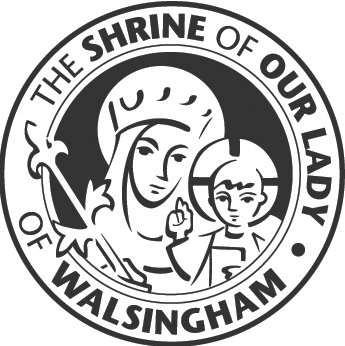 THE SHRINE OF OUR LADY •
OF WALSINGHAM